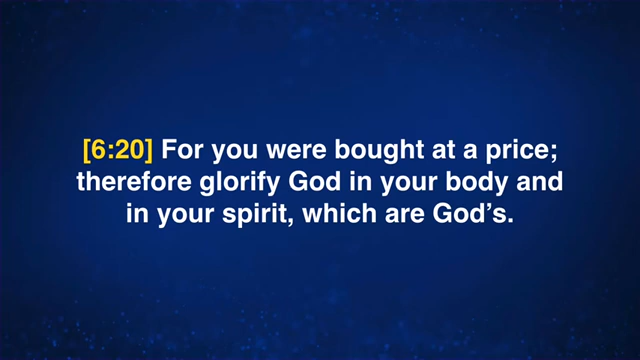 [6:20] For you were bought at a price;
therefore glorify God in your body and
in your spirit, which are God’s.